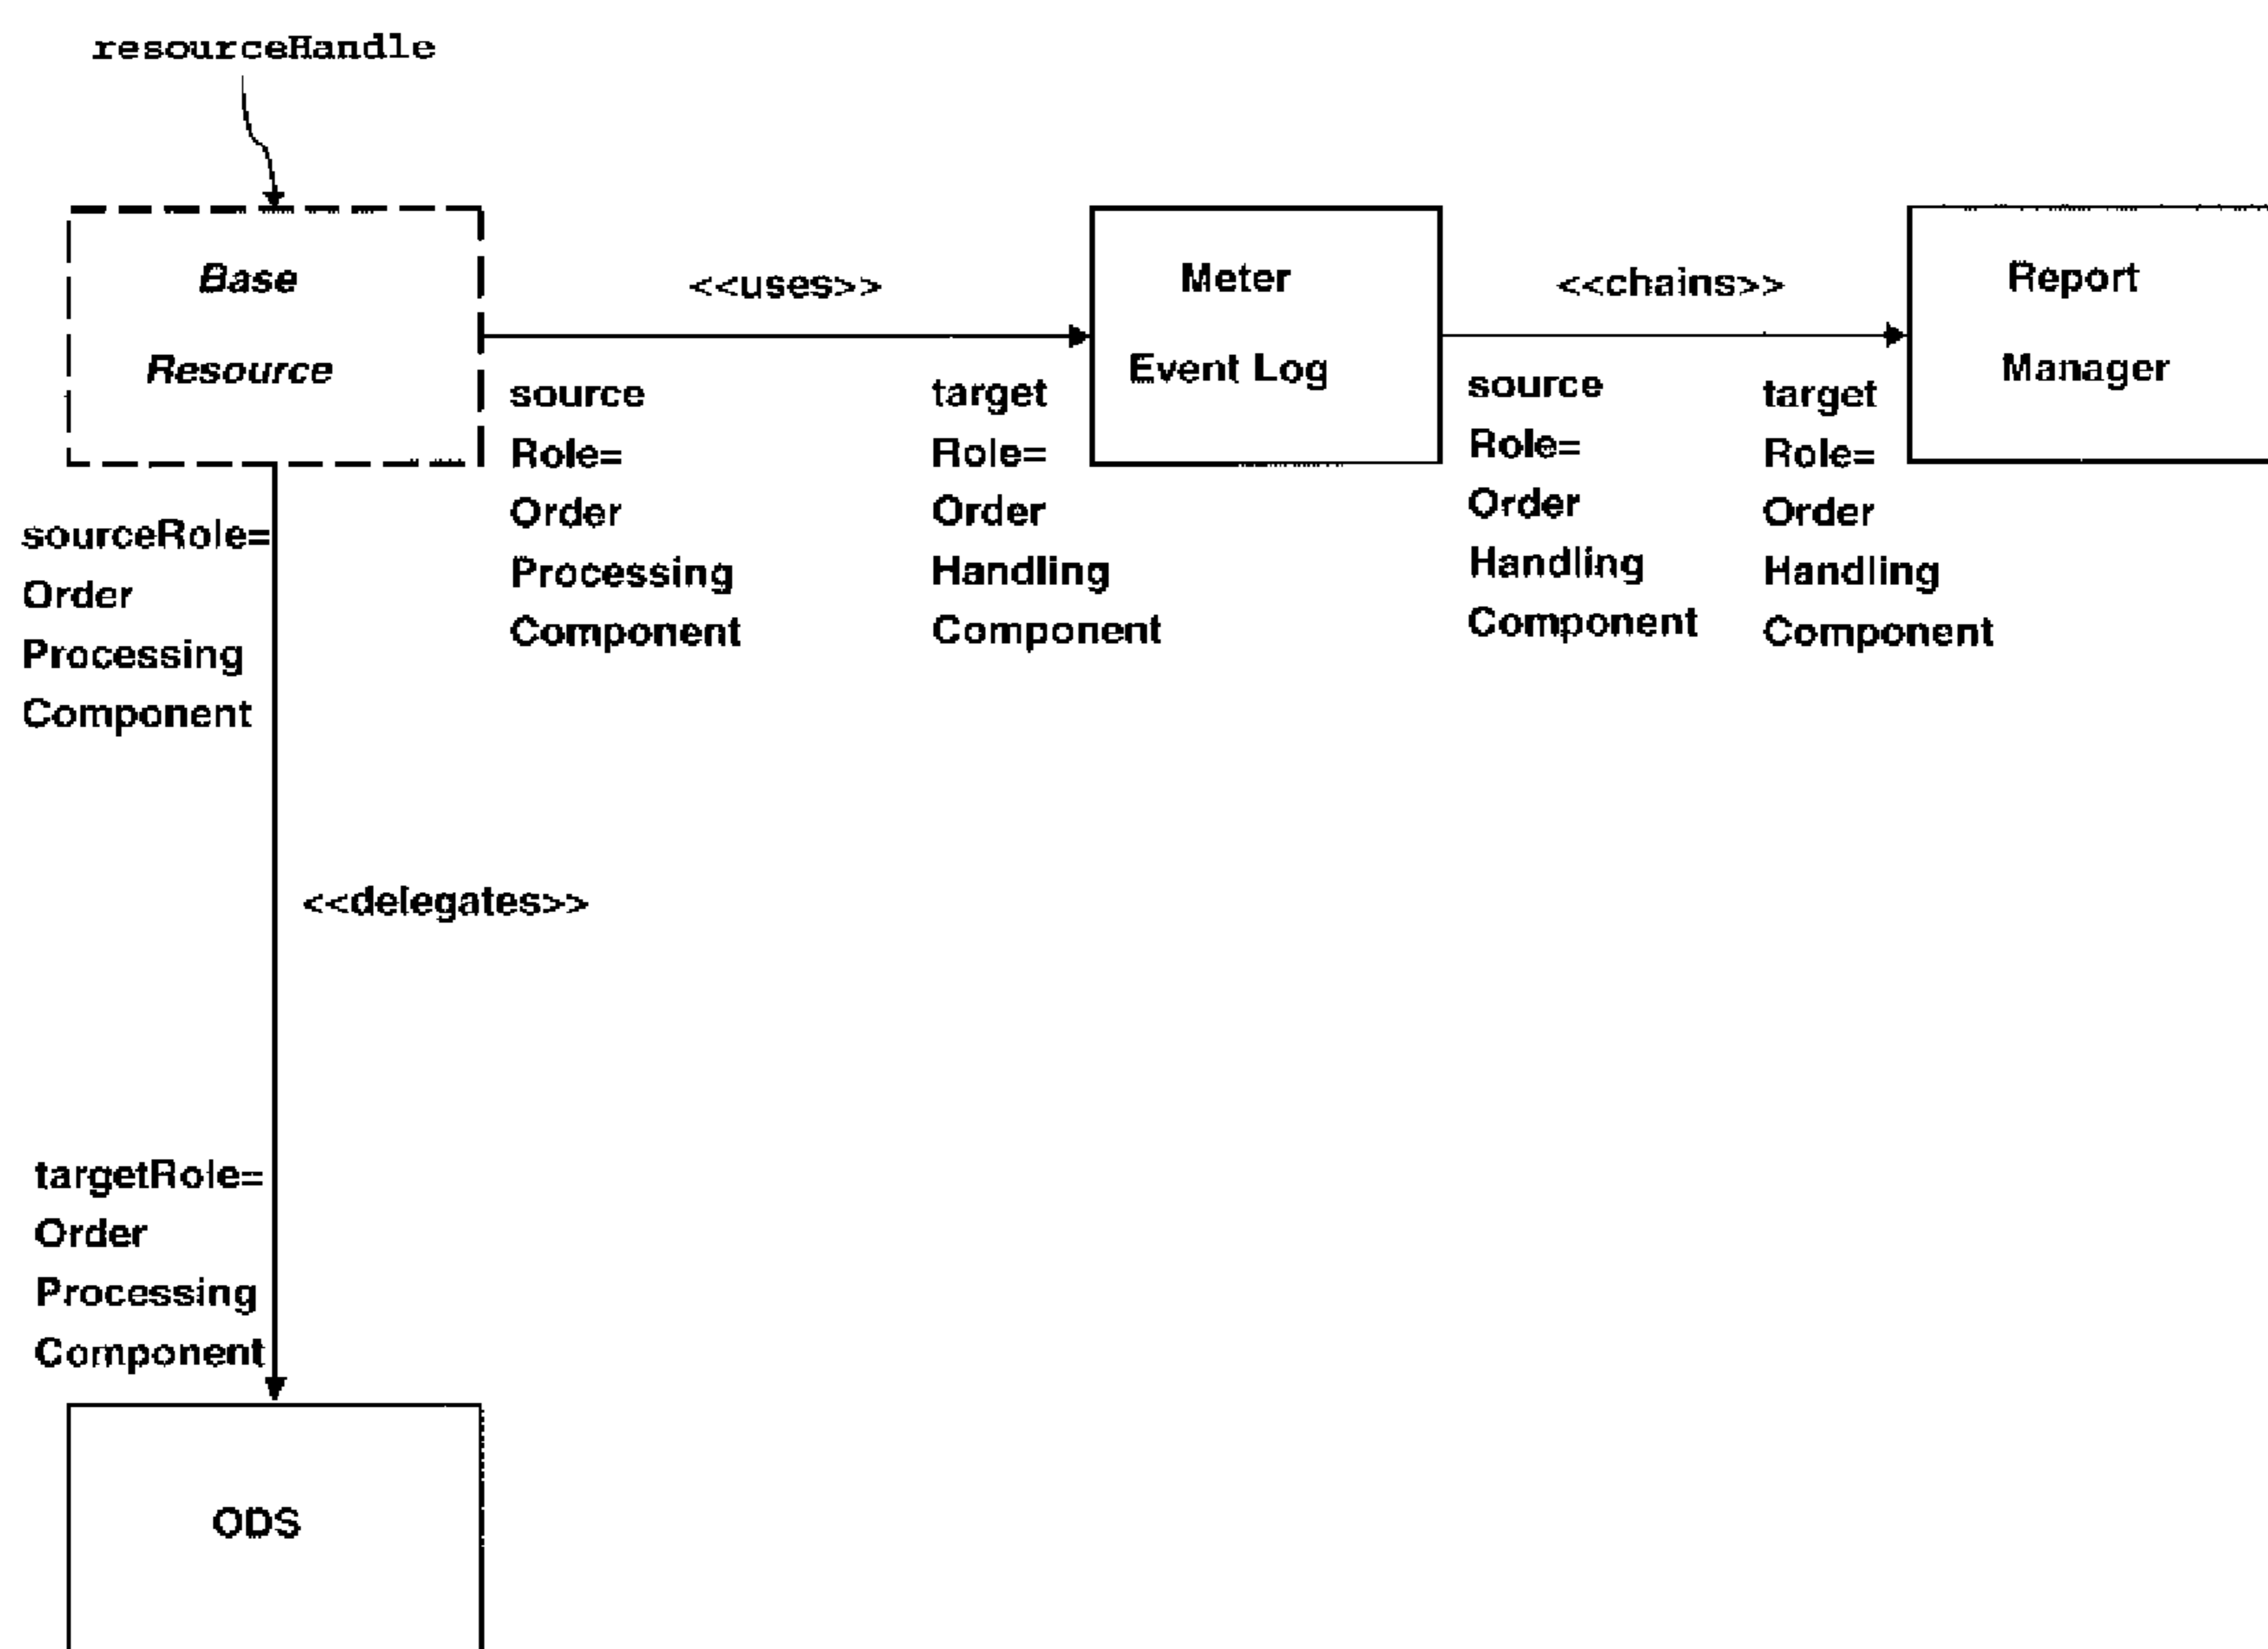 resourceHandle
Base
Resource
<<uses>>
Meter
Event Log
<<chains>>
Report
Manager
source
Role=
Order
Processing
Component
target
Role=
Order
Handling
Component
source
Role=
Order
Handling
Component
target
Role=
Order
Handling
Component
sourceRole=
Order
Processing
Component
<<delegates>>
targetRole=
Order
Processing
Component
ODS